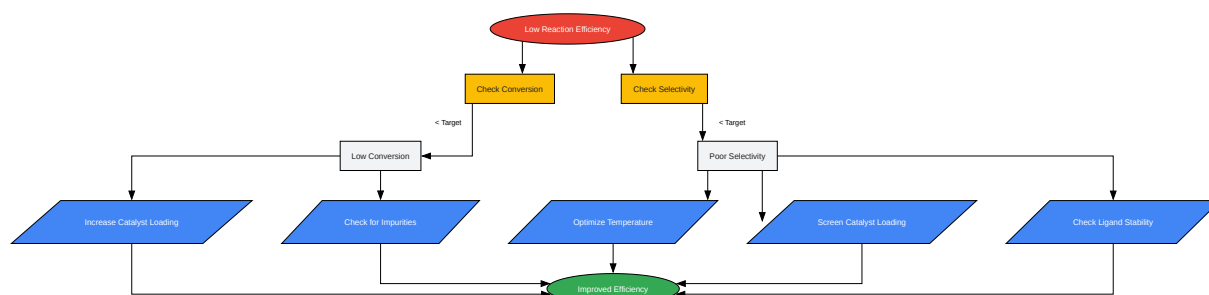 Low Reaction Efficiency
Check Conversion
Check Selectivity
< Target
< Target
Low Conversion
Poor Selectivity
Increase Catalyst Loading
Check for Impurities
Optimize Temperature
Screen Catalyst Loading
Check Ligand Stability
Improved Efficiency